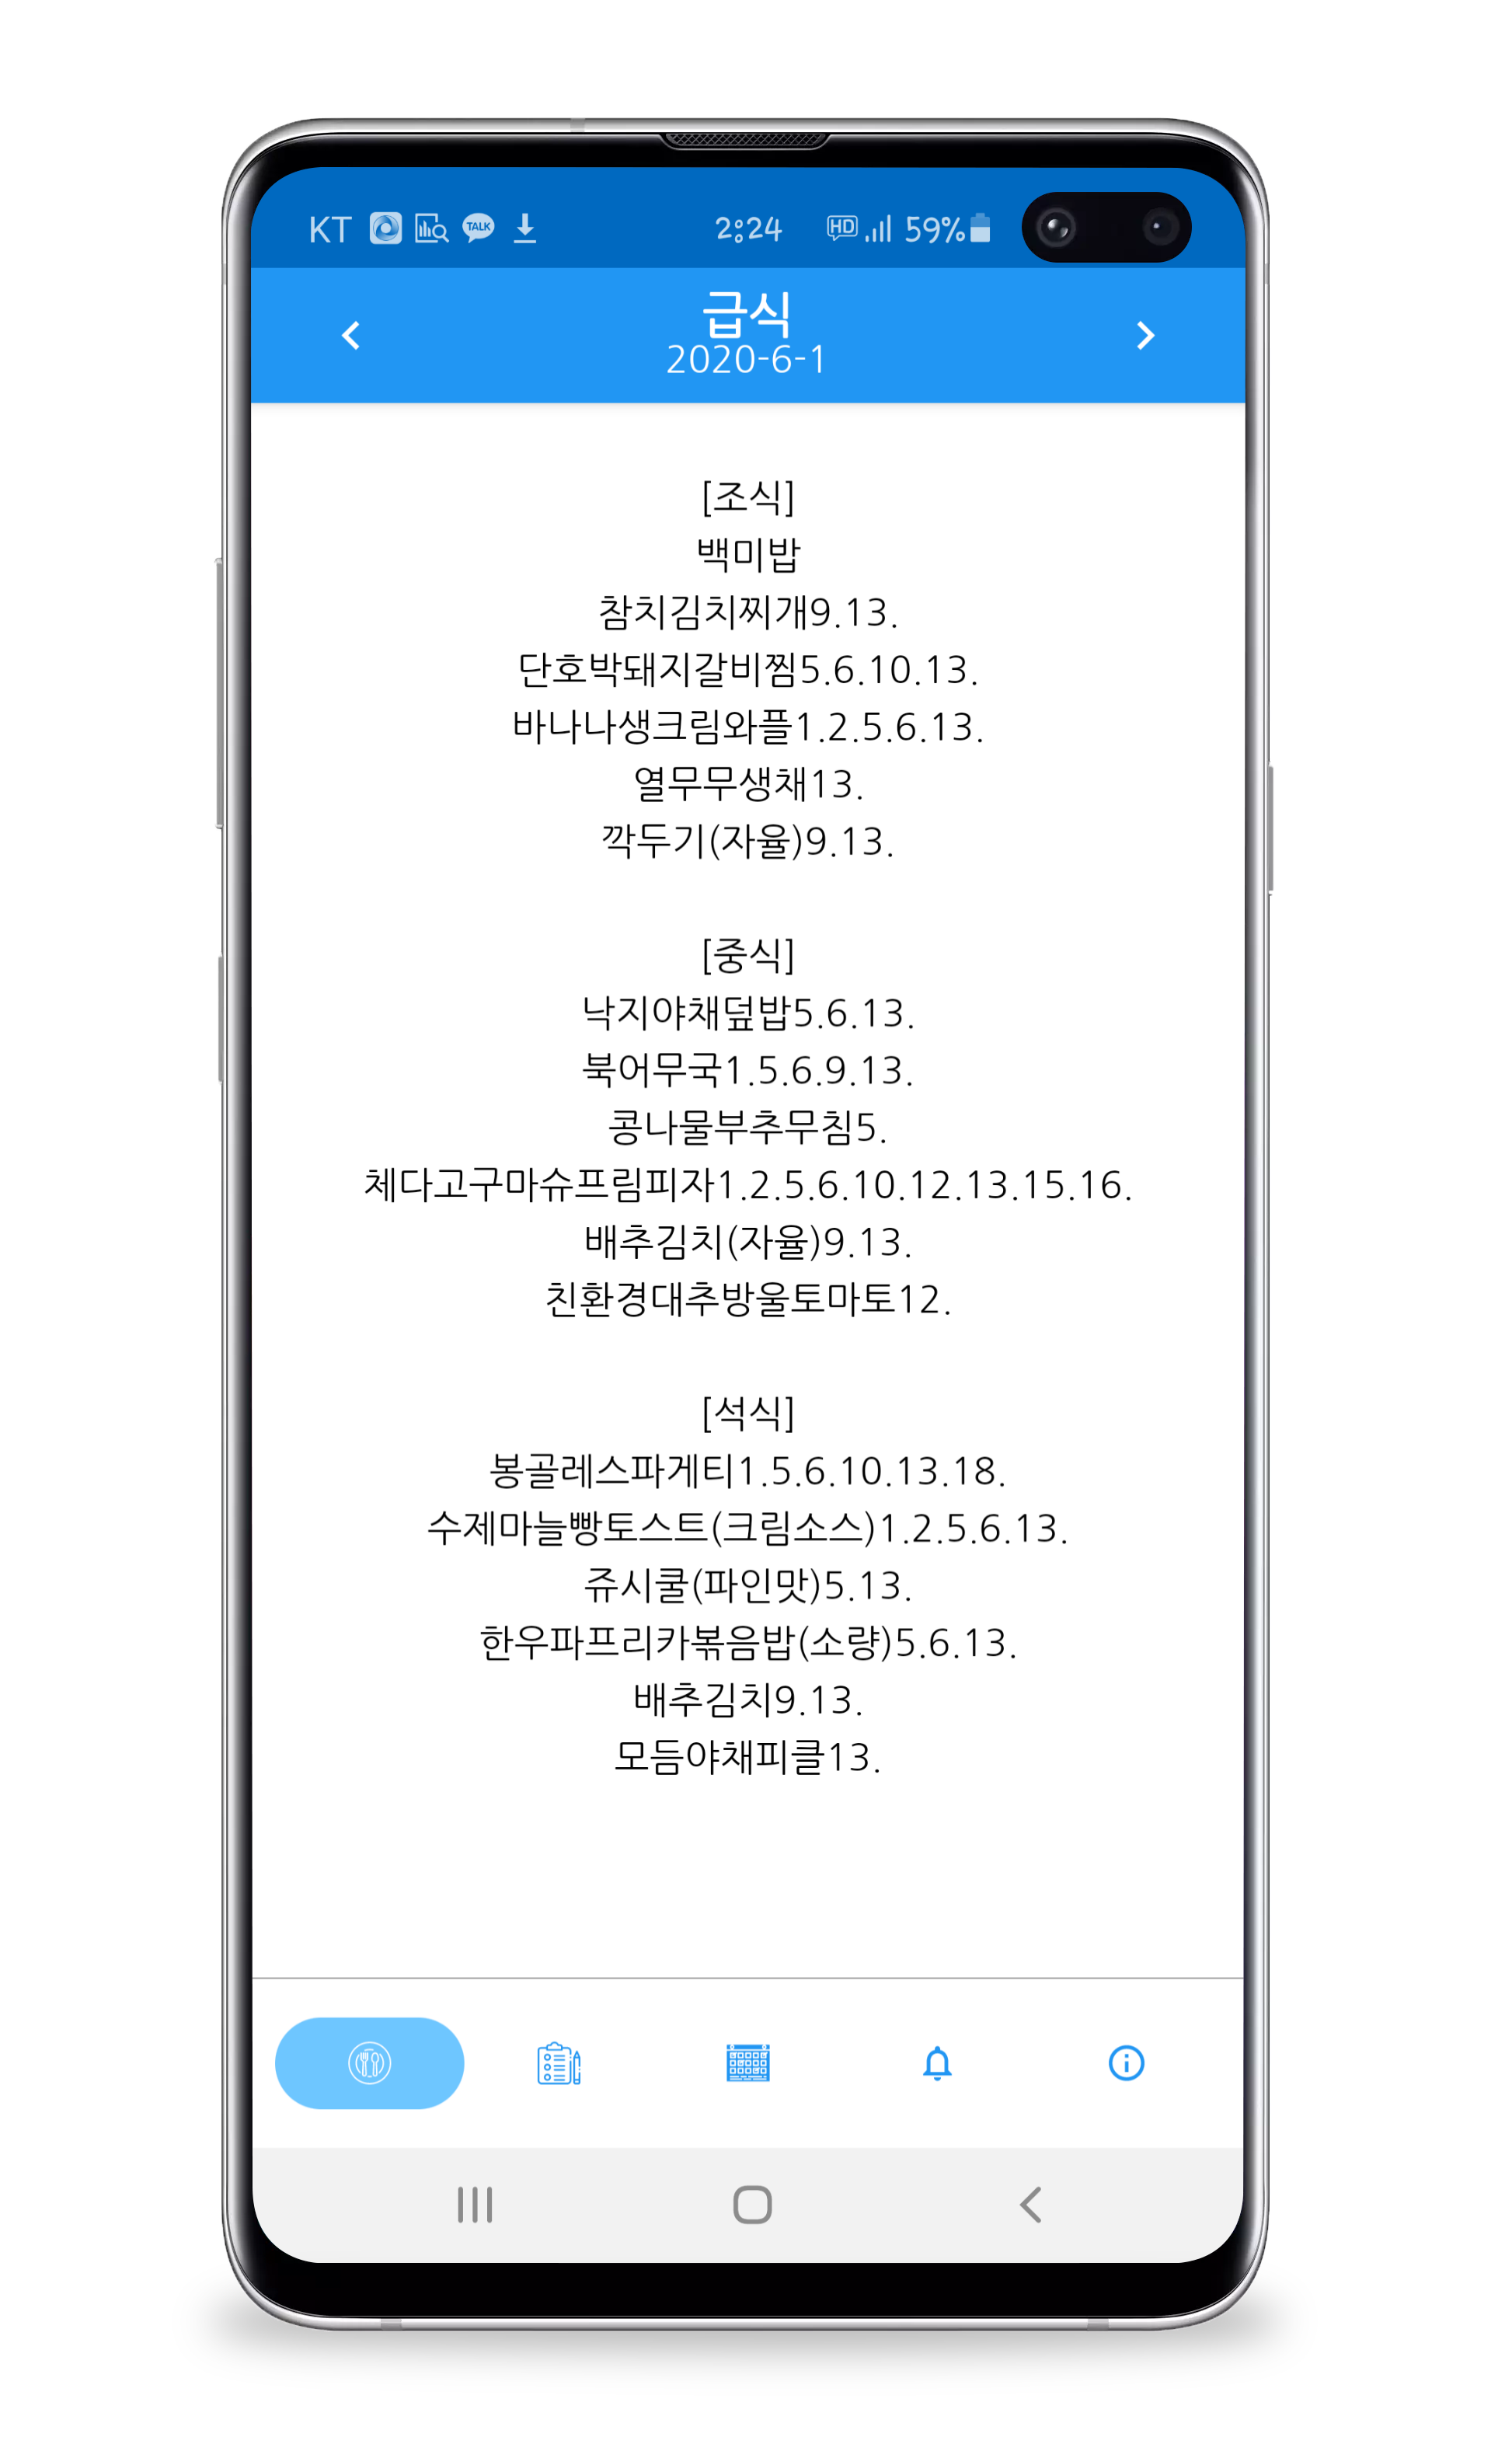 KT TALK 2:24 HD 59%
급식
2020-6-1
[조식]
백미밥
참치김치찌개9.13.
단호박돼지갈비찜5.6.10.13.
바나나생크림와플1.2.5.6.13.
열무무생채13.
깍두기(자율)9.13.
[중식]
낙지야채덮밥5.6.13.
북어무국1.5.6.9.13.
콩나물부추무침5.
체다고구마슈프림피자1.2.5.6.10.12.13.15.16.
배추김치(자율)9.13.
친환경대추방울토마토12.
[석식]
봉골레스파게티1.5.6.10.13.18.
수제마늘빵토스트(크림소스)1.2.5.6.13.
쥬시쿨(파인맛)5.13.
한우파프리카볶음밥(소량)5.6.13.
배추김치9.13.
모듬야채피클13.